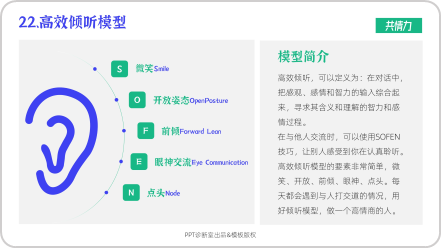 22.高效倾听模型
共情力
S 微笑Smile
O 开放姿态OpenPosture
F 前倾Forward Lean
E 眼神交流Eye Communication
N 点头Node
模型简介
高效倾听，可以定义为：在对话中，
把感观、感情和智力的输入综合起
来，寻求其含义和理解的智力和感
情过程。
在与他人交流时，可以使用SOFEN
技巧，让别人感受到你在认真聆听。
高效倾听模型的要素非常简单，微
笑、开放、前倾、眼神、点头。每
天都会遇到与人打交道的情况，用
好倾听模型，做一个高情商的人。
PPT诊断室出品&模板版权